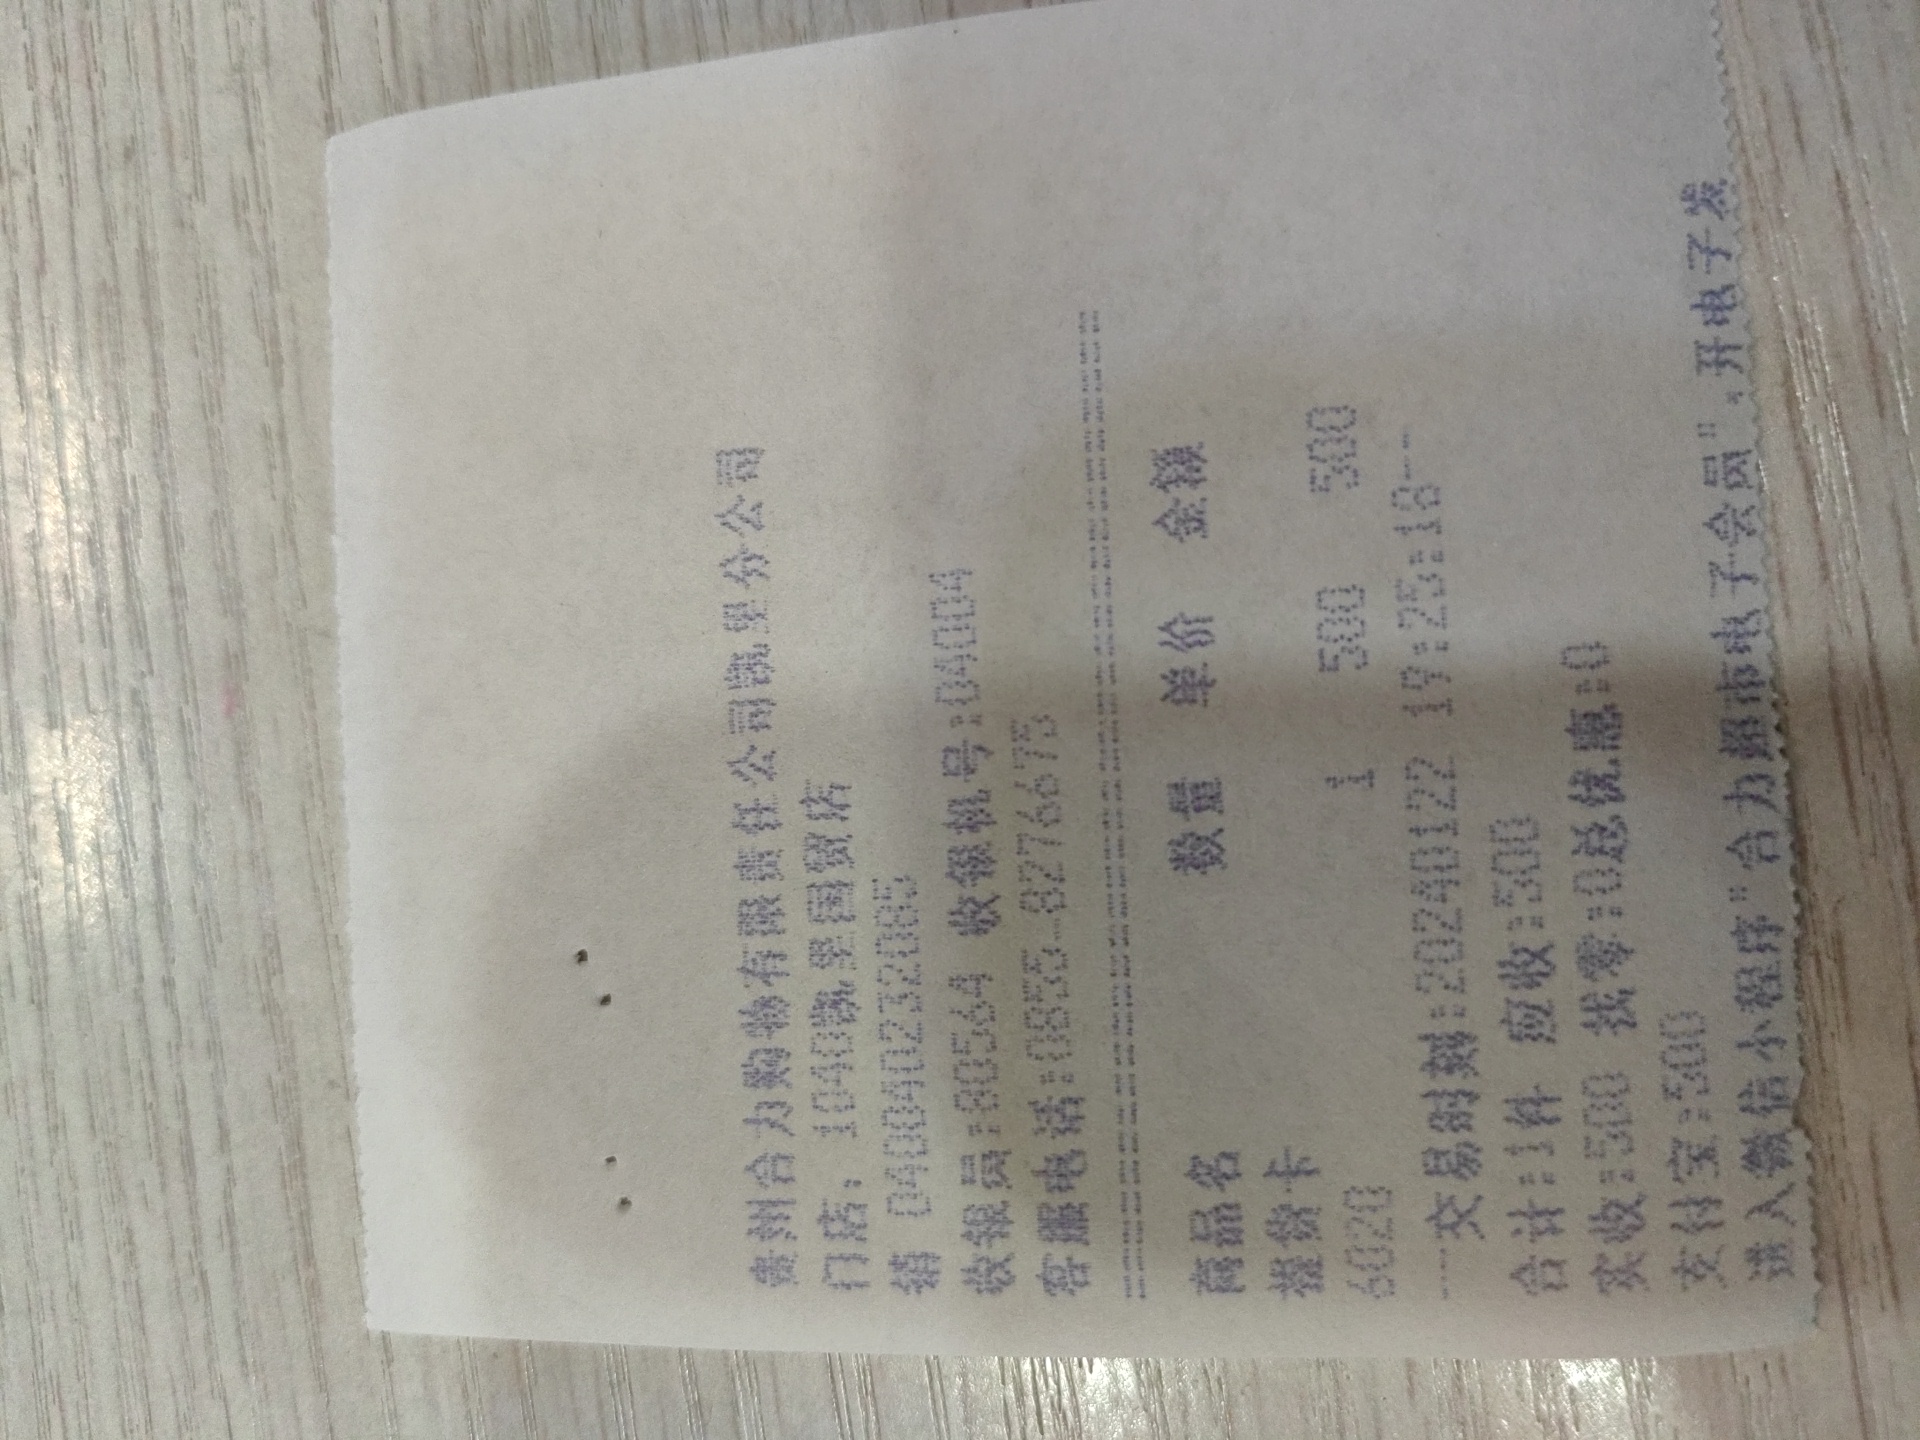 贵州合力购物有限责任公司凯里分公司
门店: 1040凯里国贸店
销 040040232085
收银员:80564 收银机号:04004
客服电话:0855-8276675
================================
商品名 数量 单价 金额
提货卡
6020 1 500 500
---交易时刻:20240122 19:25:18---
合计:1件 应收:500
实收:500 找零:0总优惠:0
支付宝:500
进入微信小程序"合力超市电子会员",开电子发